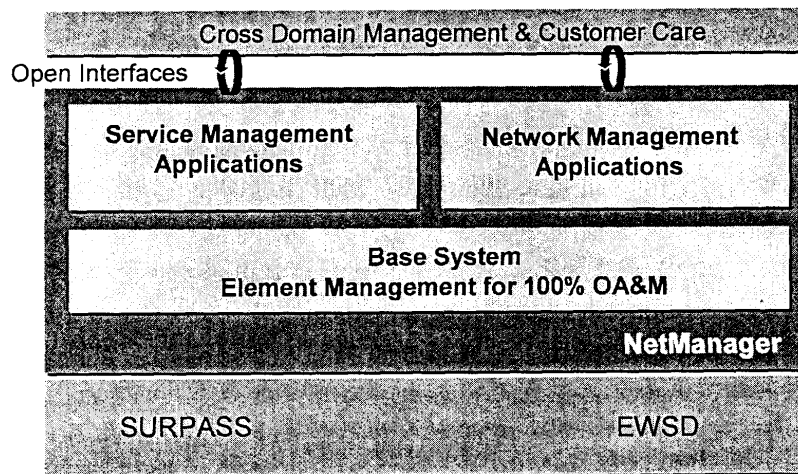 Cross Domain Management & Customer Care
Open Interfaces
Service Management
Applications
Network Management
Applications
Base System
Element Management for 100% OA&M
NetManager
SURPASS
EWSD